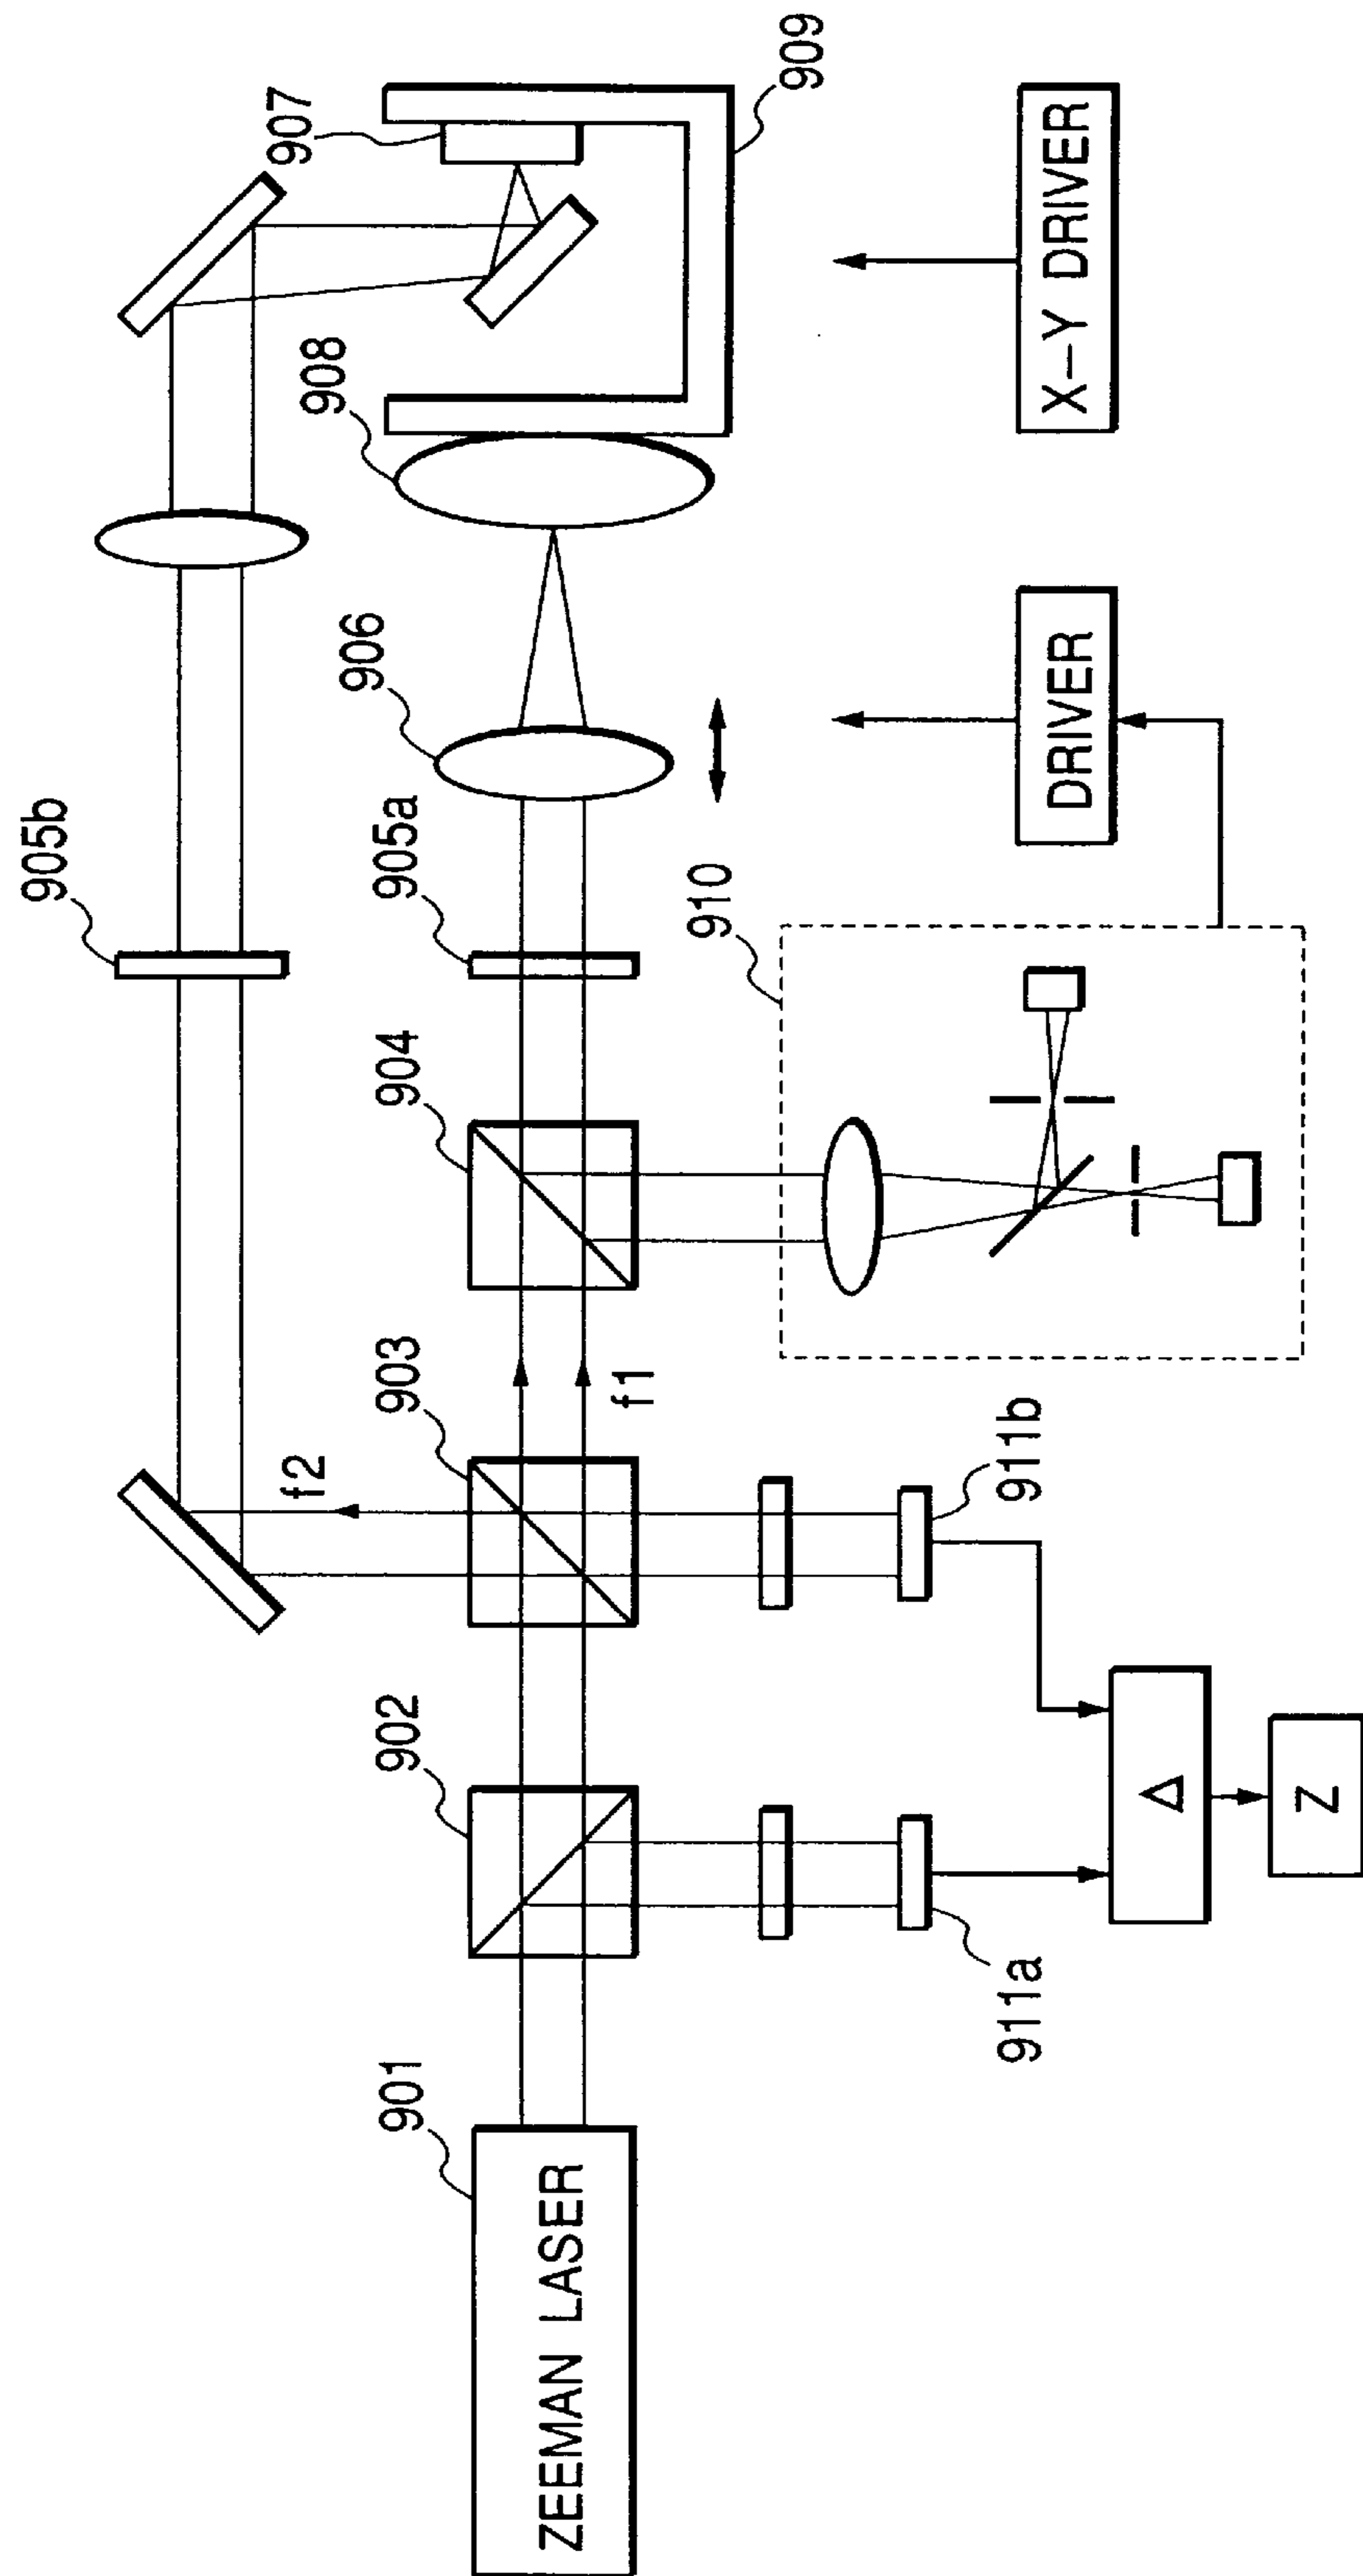 901
ZEEMAN LASER
902
903
904
905a
905b
906
907
908
909
910
911a
911b
f1
f2
DRIVER
X-Y DRIVER
Δ
Z